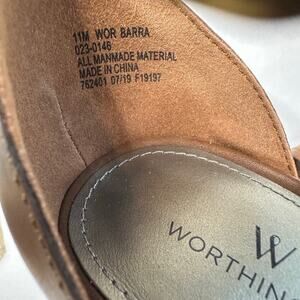 11M WOR BARRA
023-0146
ALL MANMADE MATERIAL
MADE IN CHINA
762401 07/19 F19197
W
WORTHIN